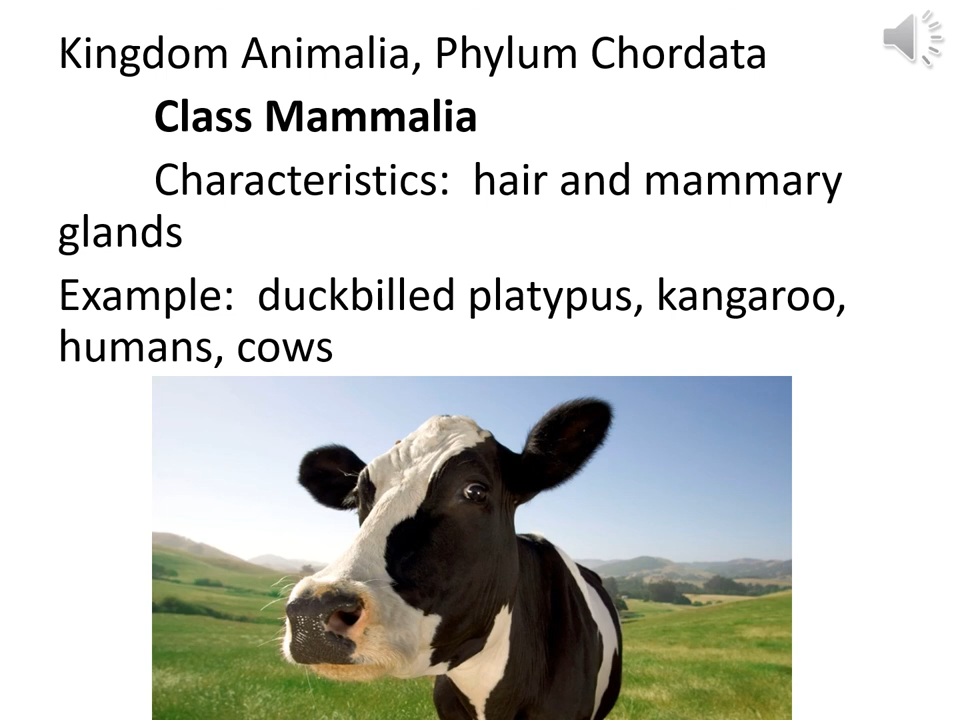 Kingdom Animalia, Phylum Chordata
Class Mammalia
Characteristics:  hair and mammary
glands
Example:  duckbilled platypus, kangaroo,
humans, cows